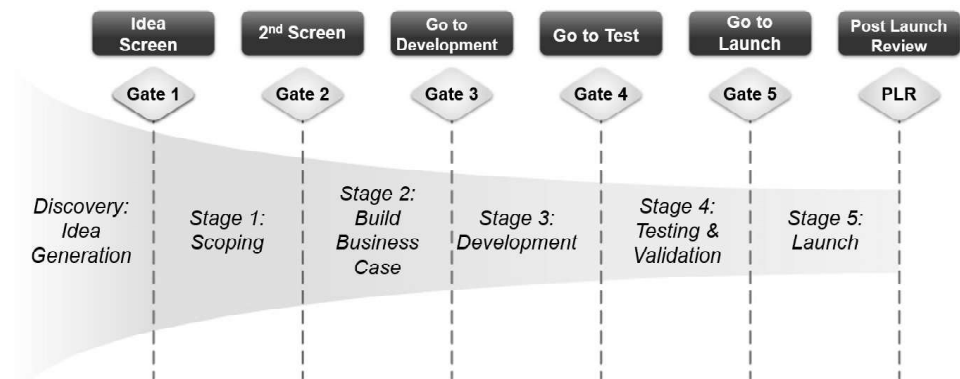 Idea
Screen
2nd Screen
Go to
Development
Go to Test
Go to
Launch
Post Launch
Review
Gate 1
Gate 2
Gate 3
Gate 4
Gate 5
PLR
Discovery:
Idea
Generation
Stage 1:
Scoping
Stage 2:
Build
Business
Case
Stage 3:
Development
Stage 4:
Testing &
Validation
Stage 5:
Launch